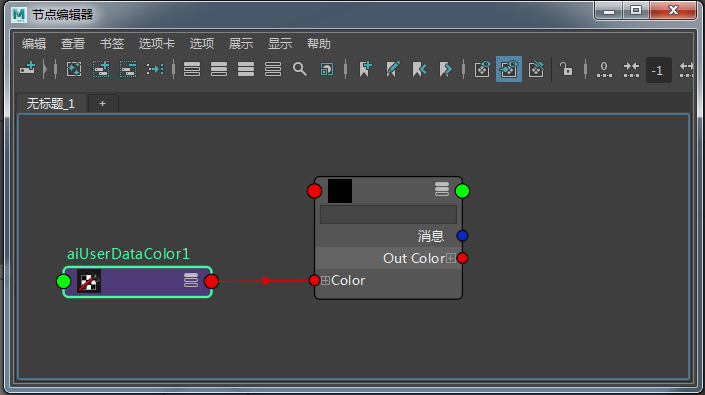 节点编辑器
编辑 查看 书签 选项卡 选项 展示 显示 帮助
0
-1
无标题_1 +
消息
aiUserDataColor1
Out Color
Color